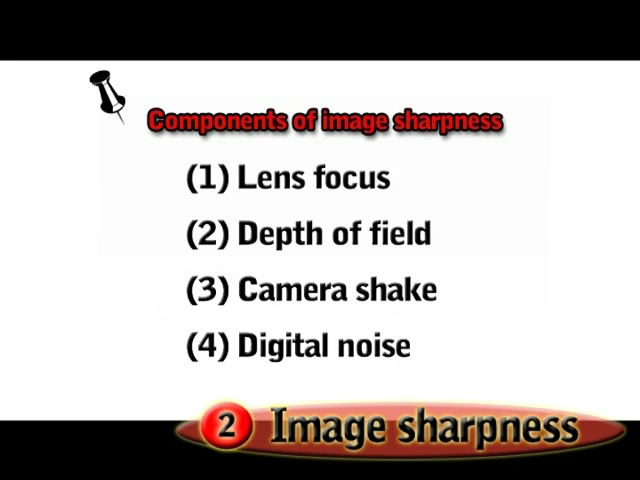 Components of image sharpness
(1) Lens focus
(2) Depth of field
(3) Camera shake
(4) Digital noise
2 Image sharpness